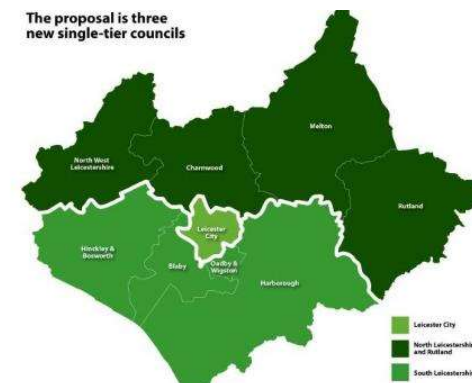 The proposal is three
new single-tier councils
Melton
North West
Leicestershire
Charnwood
Rutland
Leicester
City
Hinckley &
Bosworth
Blaby
Oadby &
Wigston
Harborough
Leicester City
North Leicestershire
and Rutland
South Leicestershire